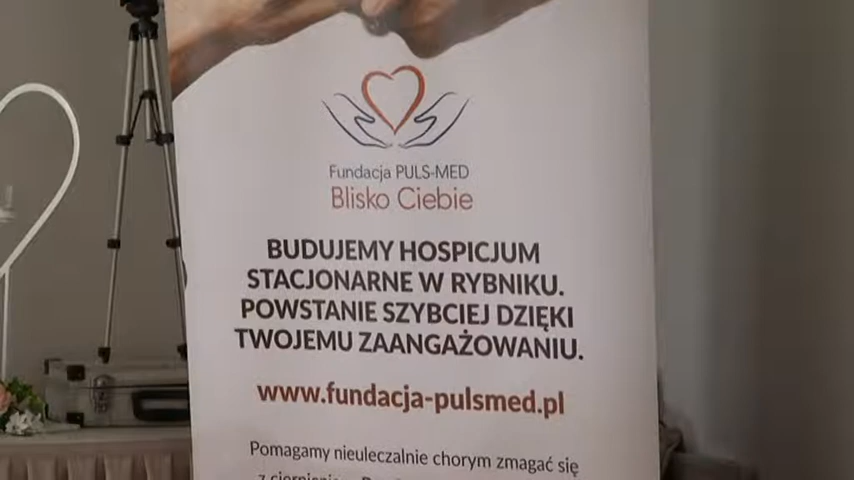 Fundacja PULS-MED
Blisko Ciebie
BUDUJEMY HOSPICJUM
STACJONARNE W RYBNIKU.
POWSTANIE SZYBCIEJ DZIĘKI
TWOJEMU ZAANGAŻOWANIU.
www.fundacja-pulsmed.pl
Pomagamy nieuleczalnie chorym zmagać się
z